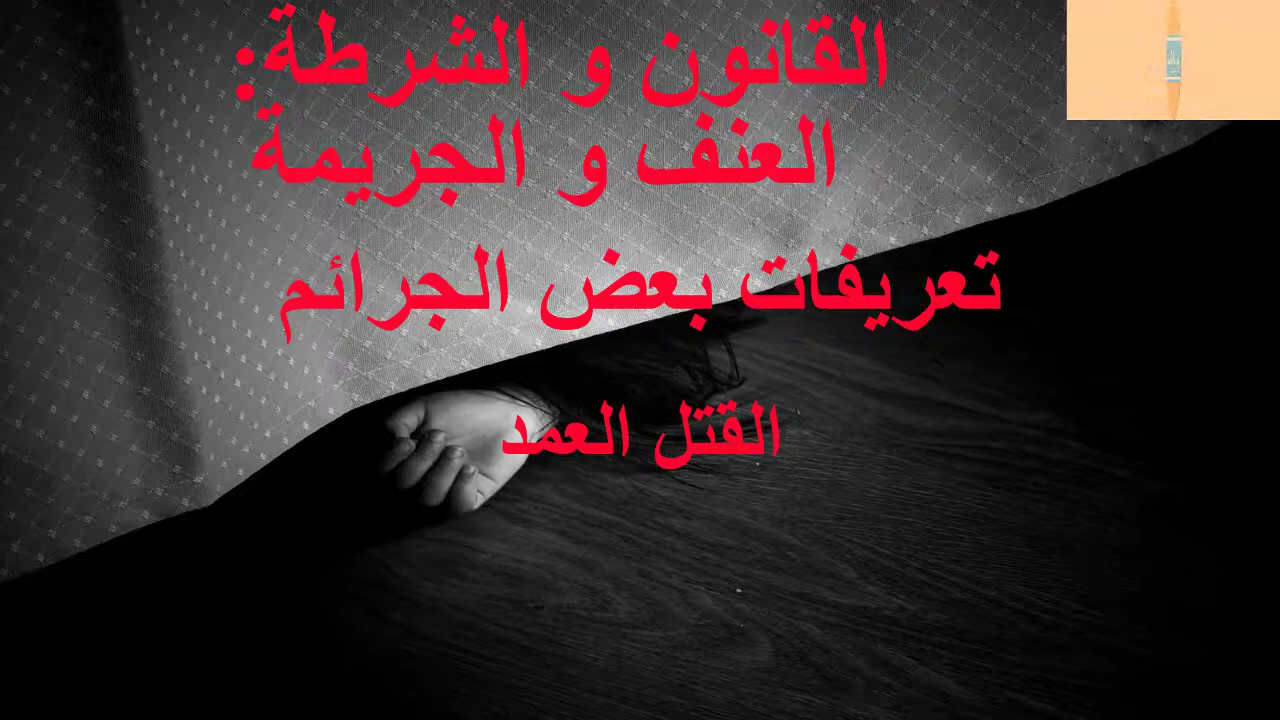 القانون و الشرطة:
العنف و الجريمة
تعريفات بعض الجرائم
القتل العمد